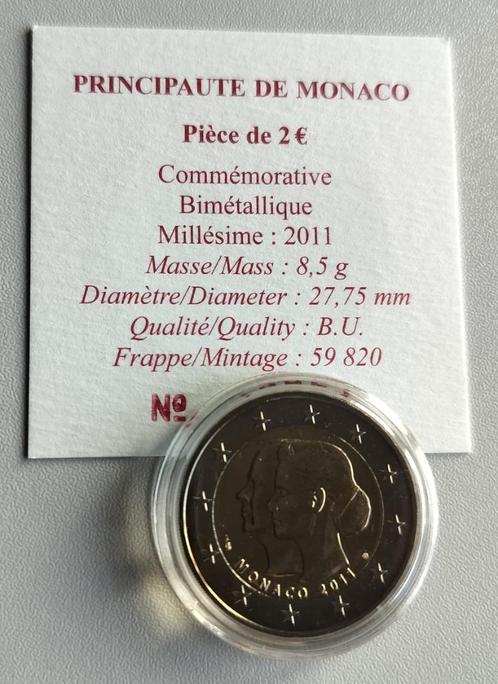 PRINCIPAUTE DE MONACO
Pièce de 2 €
Commémorative
Bimétallique
Millésime : 2011
Masse/Mass : 8,5 g
Diamètre/Diameter : 27,75 mm
Qualité/Quality : B.U.
Frappe/Mintage : 59 820
Nº
MONACO 2011